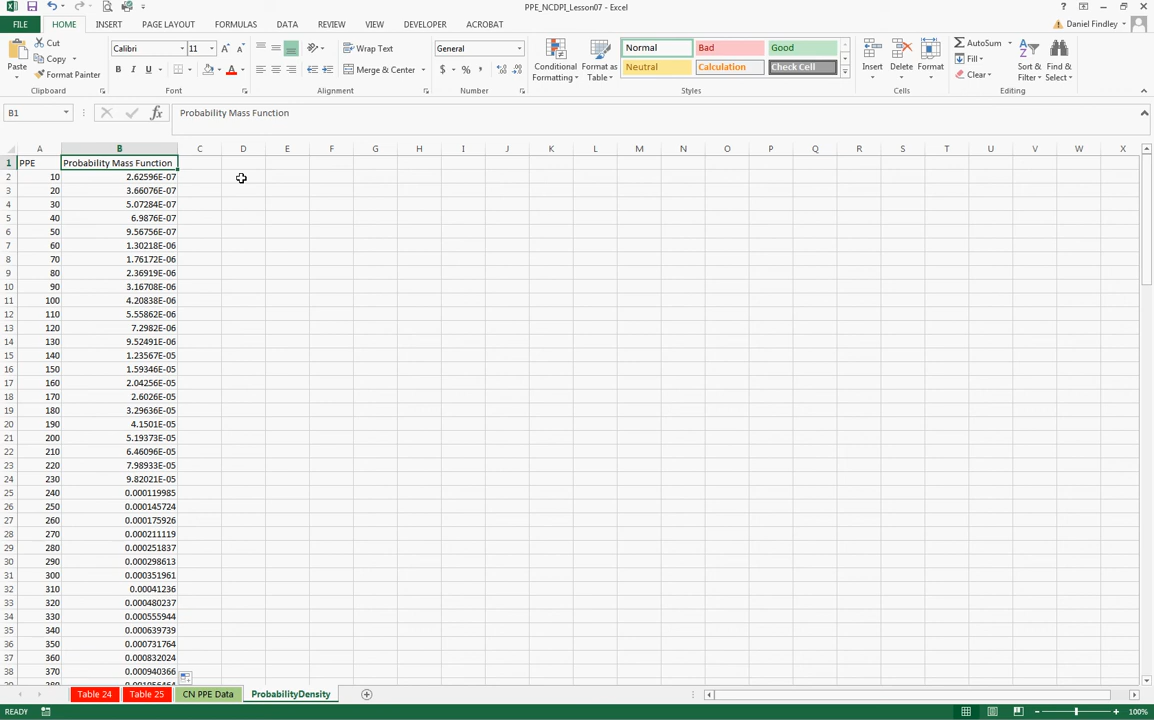 PPE_NCDPI_Lesson07 - Excel
FILE HOME INSERT PAGE LAYOUT FORMULAS DATA REVIEW VIEW DEVELOPER ACROBAT Daniel Findley
Paste Cut Copy Format Painter Clipboard
Calibri 11 B I U A A A Font
Wrap Text Merge & Center Alignment
General $ % , Number
Conditional Formatting Format as Table Normal Bad Good Neutral Calculation Check Cell Styles
Insert Delete Format Cells
AutoSum Fill Clear Sort & Filter Find & Select Editing
B1 fx Probability Mass Function
A B C D E F G H I J K L M N O P Q R S T U V W X
1 PPE Probability Mass Function
2 10 2.62596E-07
3 20 3.66076E-07
4 30 5.07284E-07
5 40 6.9876E-07
6 50 9.56756E-07
7 60 1.30218E-06
8 70 1.76172E-06
9 80 2.36919E-06
10 90 3.16708E-06
11 100 4.20838E-06
12 110 5.55862E-06
13 120 7.2982E-06
14 130 9.52491E-06
15 140 1.23567E-05
16 150 1.59346E-05
17 160 2.04256E-05
18 170 2.6026E-05
19 180 3.29636E-05
20 190 4.1501E-05
21 200 5.19373E-05
22 210 6.46096E-05
23 220 7.98933E-05
24 230 9.82021E-05
25 240 0.000119985
26 250 0.000145724
27 260 0.000175926
28 270 0.000211119
29 280 0.000251837
30 290 0.000298613
31 300 0.000351961
32 310 0.00041236
33 320 0.000480237
34 330 0.000555944
35 340 0.000639739
36 350 0.000731764
37 360 0.000832024
38 370 0.000940366
Table 24 Table 25 CN PPE Data ProbabilityDensity
READY 100%